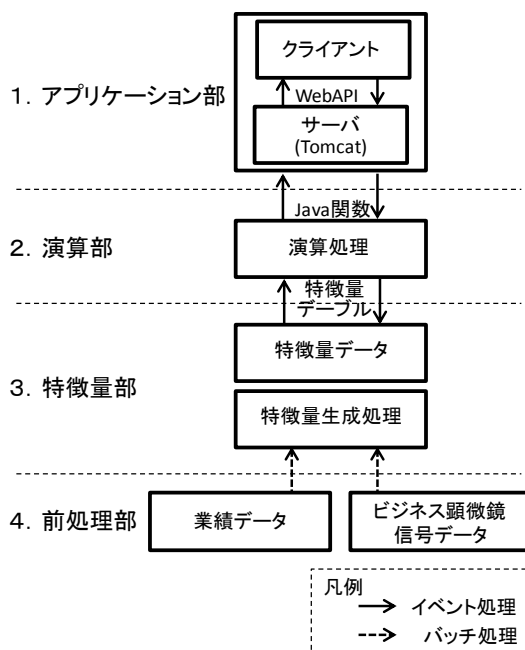 クライアント
1. アプリケーション部
WebAPI
サーバ
(Tomcat)
Java関数
2. 演算部
演算処理
特徴量
テーブル
特徴量データ
3. 特徴量部
特徴量生成処理
4. 前処理部
業績データ
ビジネス顕微鏡
信号データ
凡例
イベント処理
バッチ処理